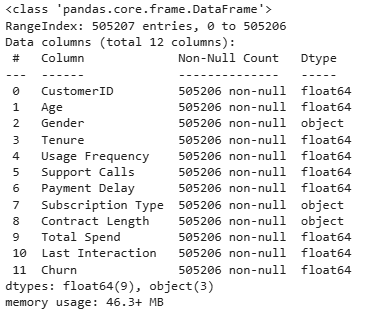 <class 'pandas.core.frame.DataFrame'>
RangeIndex: 505207 entries, 0 to 505206
Data columns (total 12 columns):
 #   Column             Non-Null Count   Dtype
---  ------             --------------   -----
 0   CustomerID         505206 non-null  float64
 1   Age                505206 non-null  float64
 2   Gender             505206 non-null  object
 3   Tenure             505206 non-null  float64
 4   Usage Frequency    505206 non-null  float64
 5   Support Calls      505206 non-null  float64
 6   Payment Delay      505206 non-null  float64
 7   Subscription Type  505206 non-null  object
 8   Contract Length    505206 non-null  object
 9   Total Spend        505206 non-null  float64
 10  Last Interaction   505206 non-null  float64
 11  Churn              505206 non-null  float64
dtypes: float64(9), object(3)
memory usage: 46.3+ MB